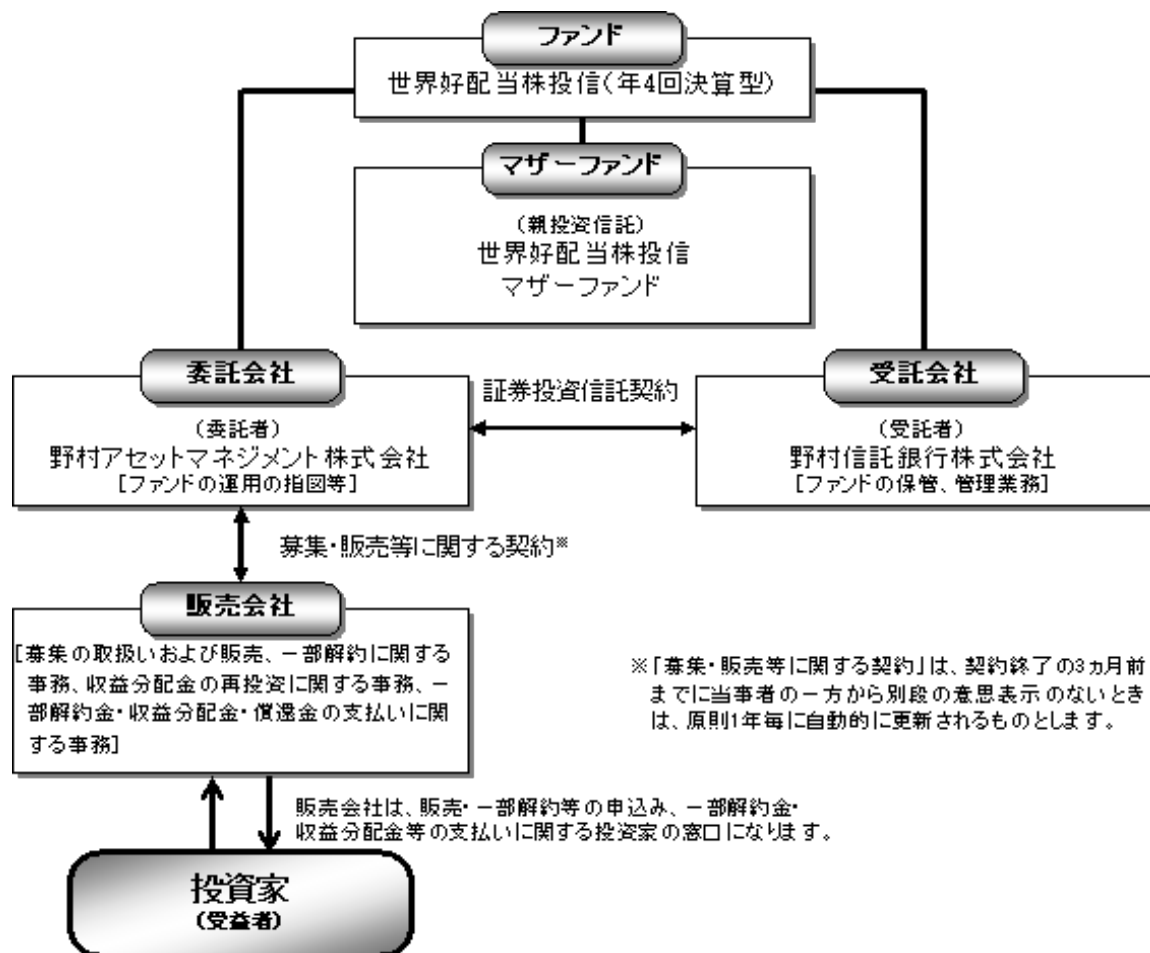 ファンド
世界好配当株投信(年4回決算型)
マザーファンド
(親投資信託)
世界好配当株投信
マザーファンド
委託会社
(委託者)
野村アセットマネジメント株式会社
[ファンドの運用の指図等]
証券投資信託契約
受託会社
(受託者)
野村信託銀行株式会社
[ファンドの保管、管理業務]
募集・販売等に関する契約※
販売会社
[募集の取扱いおよび販売、一部解約に関する
事務、収益分配金の再投資に関する事務、一
部解約金・収益分配金・償還金の支払いに関
する事務]
※「募集・販売等に関する契約」は、契約終了の3ヵ月前
までに当事者の一方から別段の意思表示のないとき
は、原則1年毎に自動的に更新されるものとします。
販売会社は、販売・一部解約等の申込み、一部解約金・
収益分配金等の支払いに関する投資家の窓口になります。
投資家
(受益者)